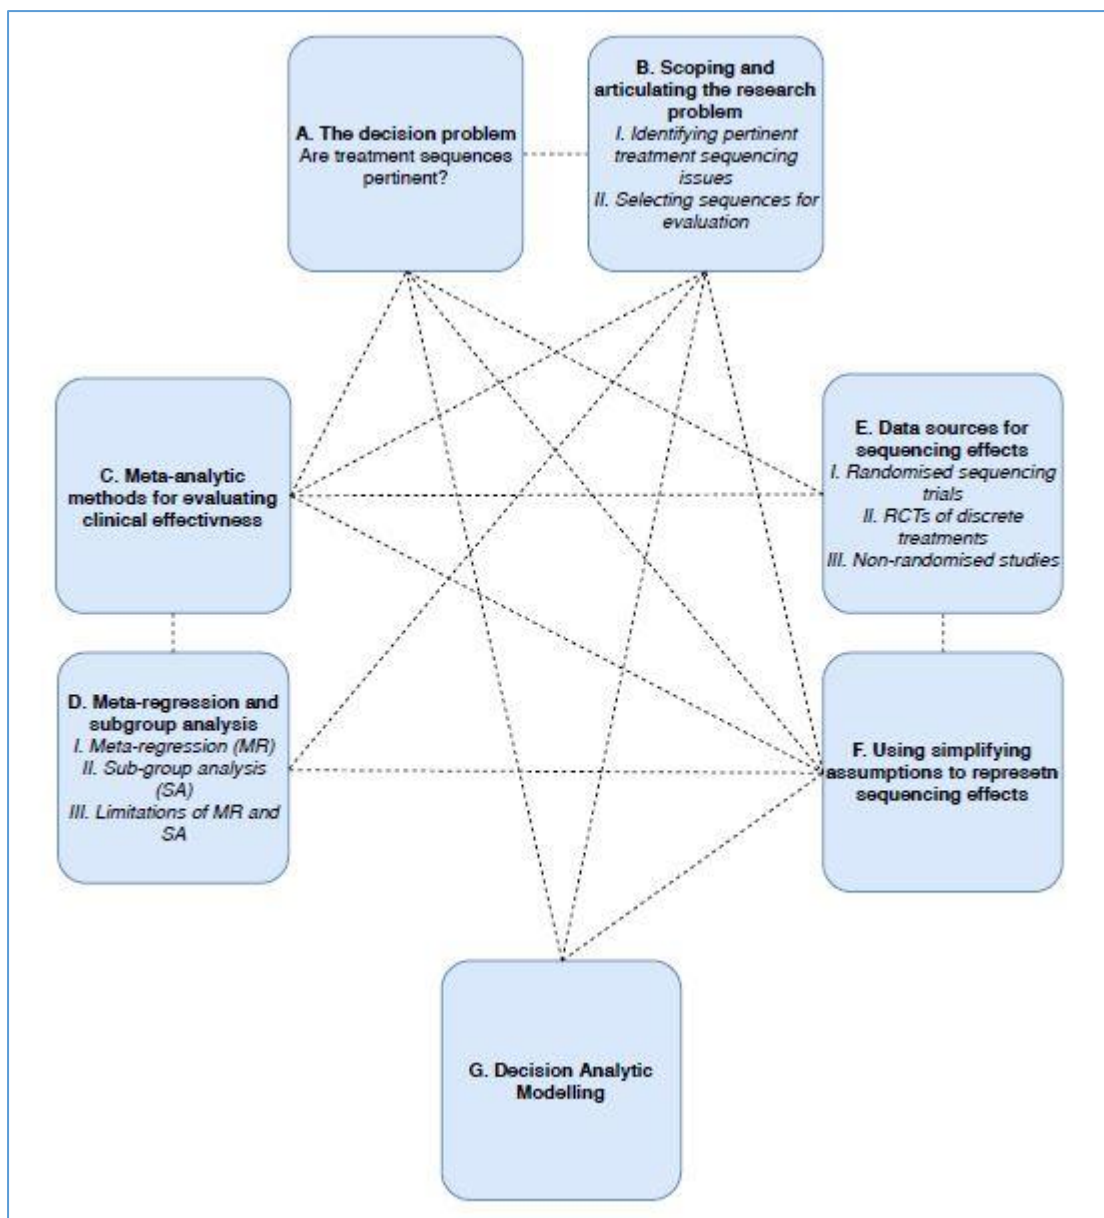 A. The decision problem
Are treatment sequences
pertinent?
B. Scoping and
articulating the research
problem
I. Identifying pertinent
treatment sequencing
issues
II. Selecting sequences for
evaluation
C. Meta-analytic
methods for evaluating
clinical effectivness
E. Data sources for
sequencing effects
I. Randomised sequencing
trials
II. RCTs of discrete
treatments
III. Non-randomised studies
D. Meta-regression and
subgroup analysis
I. Meta-regression (MR)
II. Sub-group analysis
(SA)
III. Limitations of MR and
SA
F. Using simplifying
assumptions to represetn
sequencing effects
G. Decision Analytic
Modelling